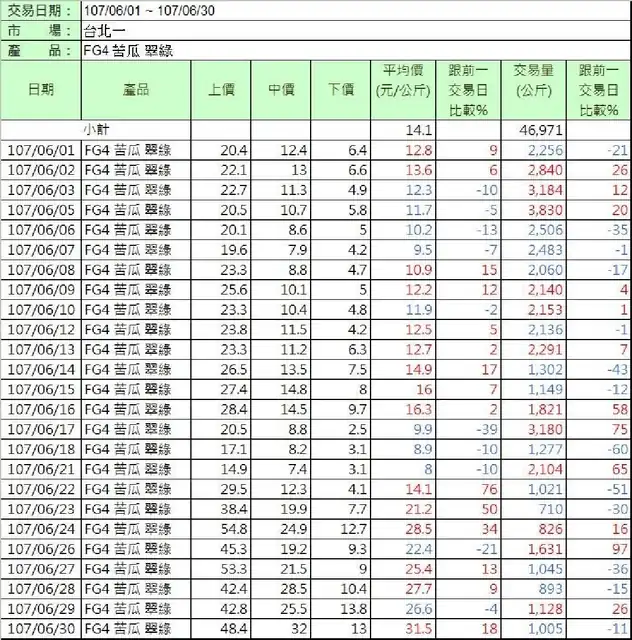 交易日期： 107/06/01 ~ 107/06/30
市　　場： 台北一
產　　品： FG4 苦瓜 翠綠
日期 產品 上價 中價 下價 平均價(元/公斤) 跟前一交易日比較% 交易量(公斤) 跟前一交易日比較%
小計 14.1 46,971
107/06/01 FG4 苦瓜 翠綠 20.4 12.4 6.4 12.8 9 2,256 -21
107/06/02 FG4 苦瓜 翠綠 22.1 13 6.6 13.6 6 2,840 26
107/06/03 FG4 苦瓜 翠綠 22.7 11.3 4.9 12.3 -10 3,184 12
107/06/05 FG4 苦瓜 翠綠 20.5 10.7 5.8 11.7 -5 3,830 20
107/06/06 FG4 苦瓜 翠綠 20.1 8.6 5 10.2 -13 2,506 -35
107/06/07 FG4 苦瓜 翠綠 19.6 7.9 4.2 9.5 -7 2,483 -1
107/06/08 FG4 苦瓜 翠綠 23.3 8.8 4.7 10.9 15 2,060 -17
107/06/09 FG4 苦瓜 翠綠 25.6 10.1 5 12.2 12 2,140 4
107/06/10 FG4 苦瓜 翠綠 23.3 10.4 4.8 11.9 -2 2,153 1
107/06/12 FG4 苦瓜 翠綠 23.8 11.5 4.2 12.5 5 2,136 -1
107/06/13 FG4 苦瓜 翠綠 23.3 11.2 6.3 12.7 2 2,291 7
107/06/14 FG4 苦瓜 翠綠 26.5 13.5 7.5 14.9 17 1,302 -43
107/06/15 FG4 苦瓜 翠綠 27.4 14.8 8 16 7 1,149 -12
107/06/16 FG4 苦瓜 翠綠 28.4 14.5 9.7 16.3 2 1,821 58
107/06/17 FG4 苦瓜 翠綠 20.5 8.8 2.5 9.9 -39 3,180 75
107/06/18 FG4 苦瓜 翠綠 17.1 8.2 3.1 8.9 -10 1,277 -60
107/06/21 FG4 苦瓜 翠綠 14.9 7.4 3.1 8 -10 2,104 65
107/06/22 FG4 苦瓜 翠綠 29.5 12.3 4.1 14.1 76 1,021 -51
107/06/23 FG4 苦瓜 翠綠 38.4 19.9 7.7 21.2 50 710 -30
107/06/24 FG4 苦瓜 翠綠 54.8 24.9 12.7 28.5 34 826 16
107/06/26 FG4 苦瓜 翠綠 45.3 19.2 9.3 22.4 -21 1,631 97
107/06/27 FG4 苦瓜 翠綠 53.3 21.5 9 25.4 13 1,045 -36
107/06/28 FG4 苦瓜 翠綠 42.4 28.5 10.4 27.7 9 893 -15
107/06/29 FG4 苦瓜 翠綠 42.8 25.5 13.8 26.6 -4 1,128 26
107/06/30 FG4 苦瓜 翠綠 48.4 32 13 31.5 18 1,005 -11